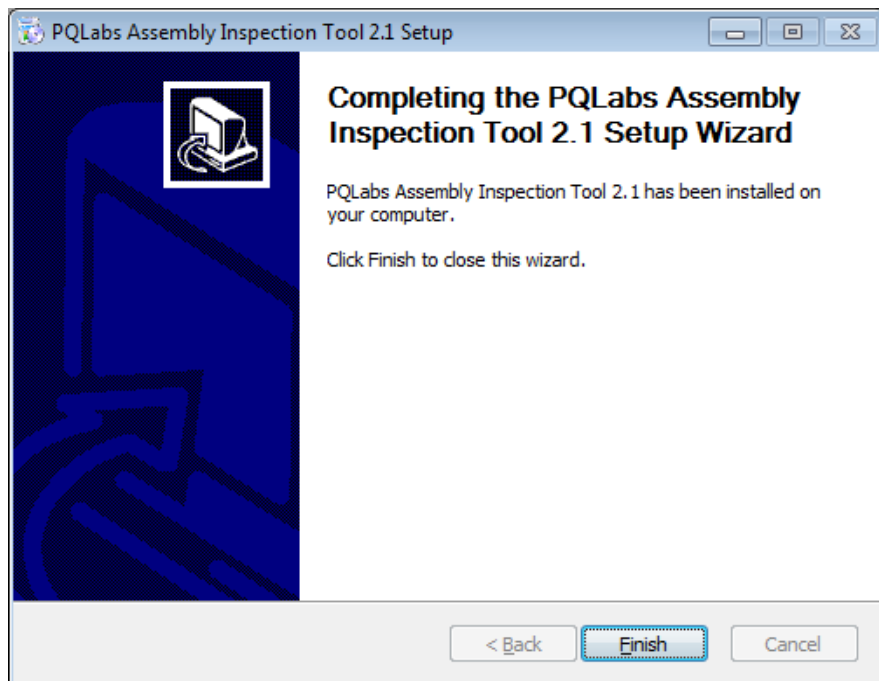 PQLabs Assembly Inspection Tool 2.1 Setup
Completing the PQLabs Assembly
Inspection Tool 2.1 Setup Wizard
PQLabs Assembly Inspection Tool 2.1 has been installed on
your computer.
Click Finish to close this wizard.
< Back
Finish
Cancel